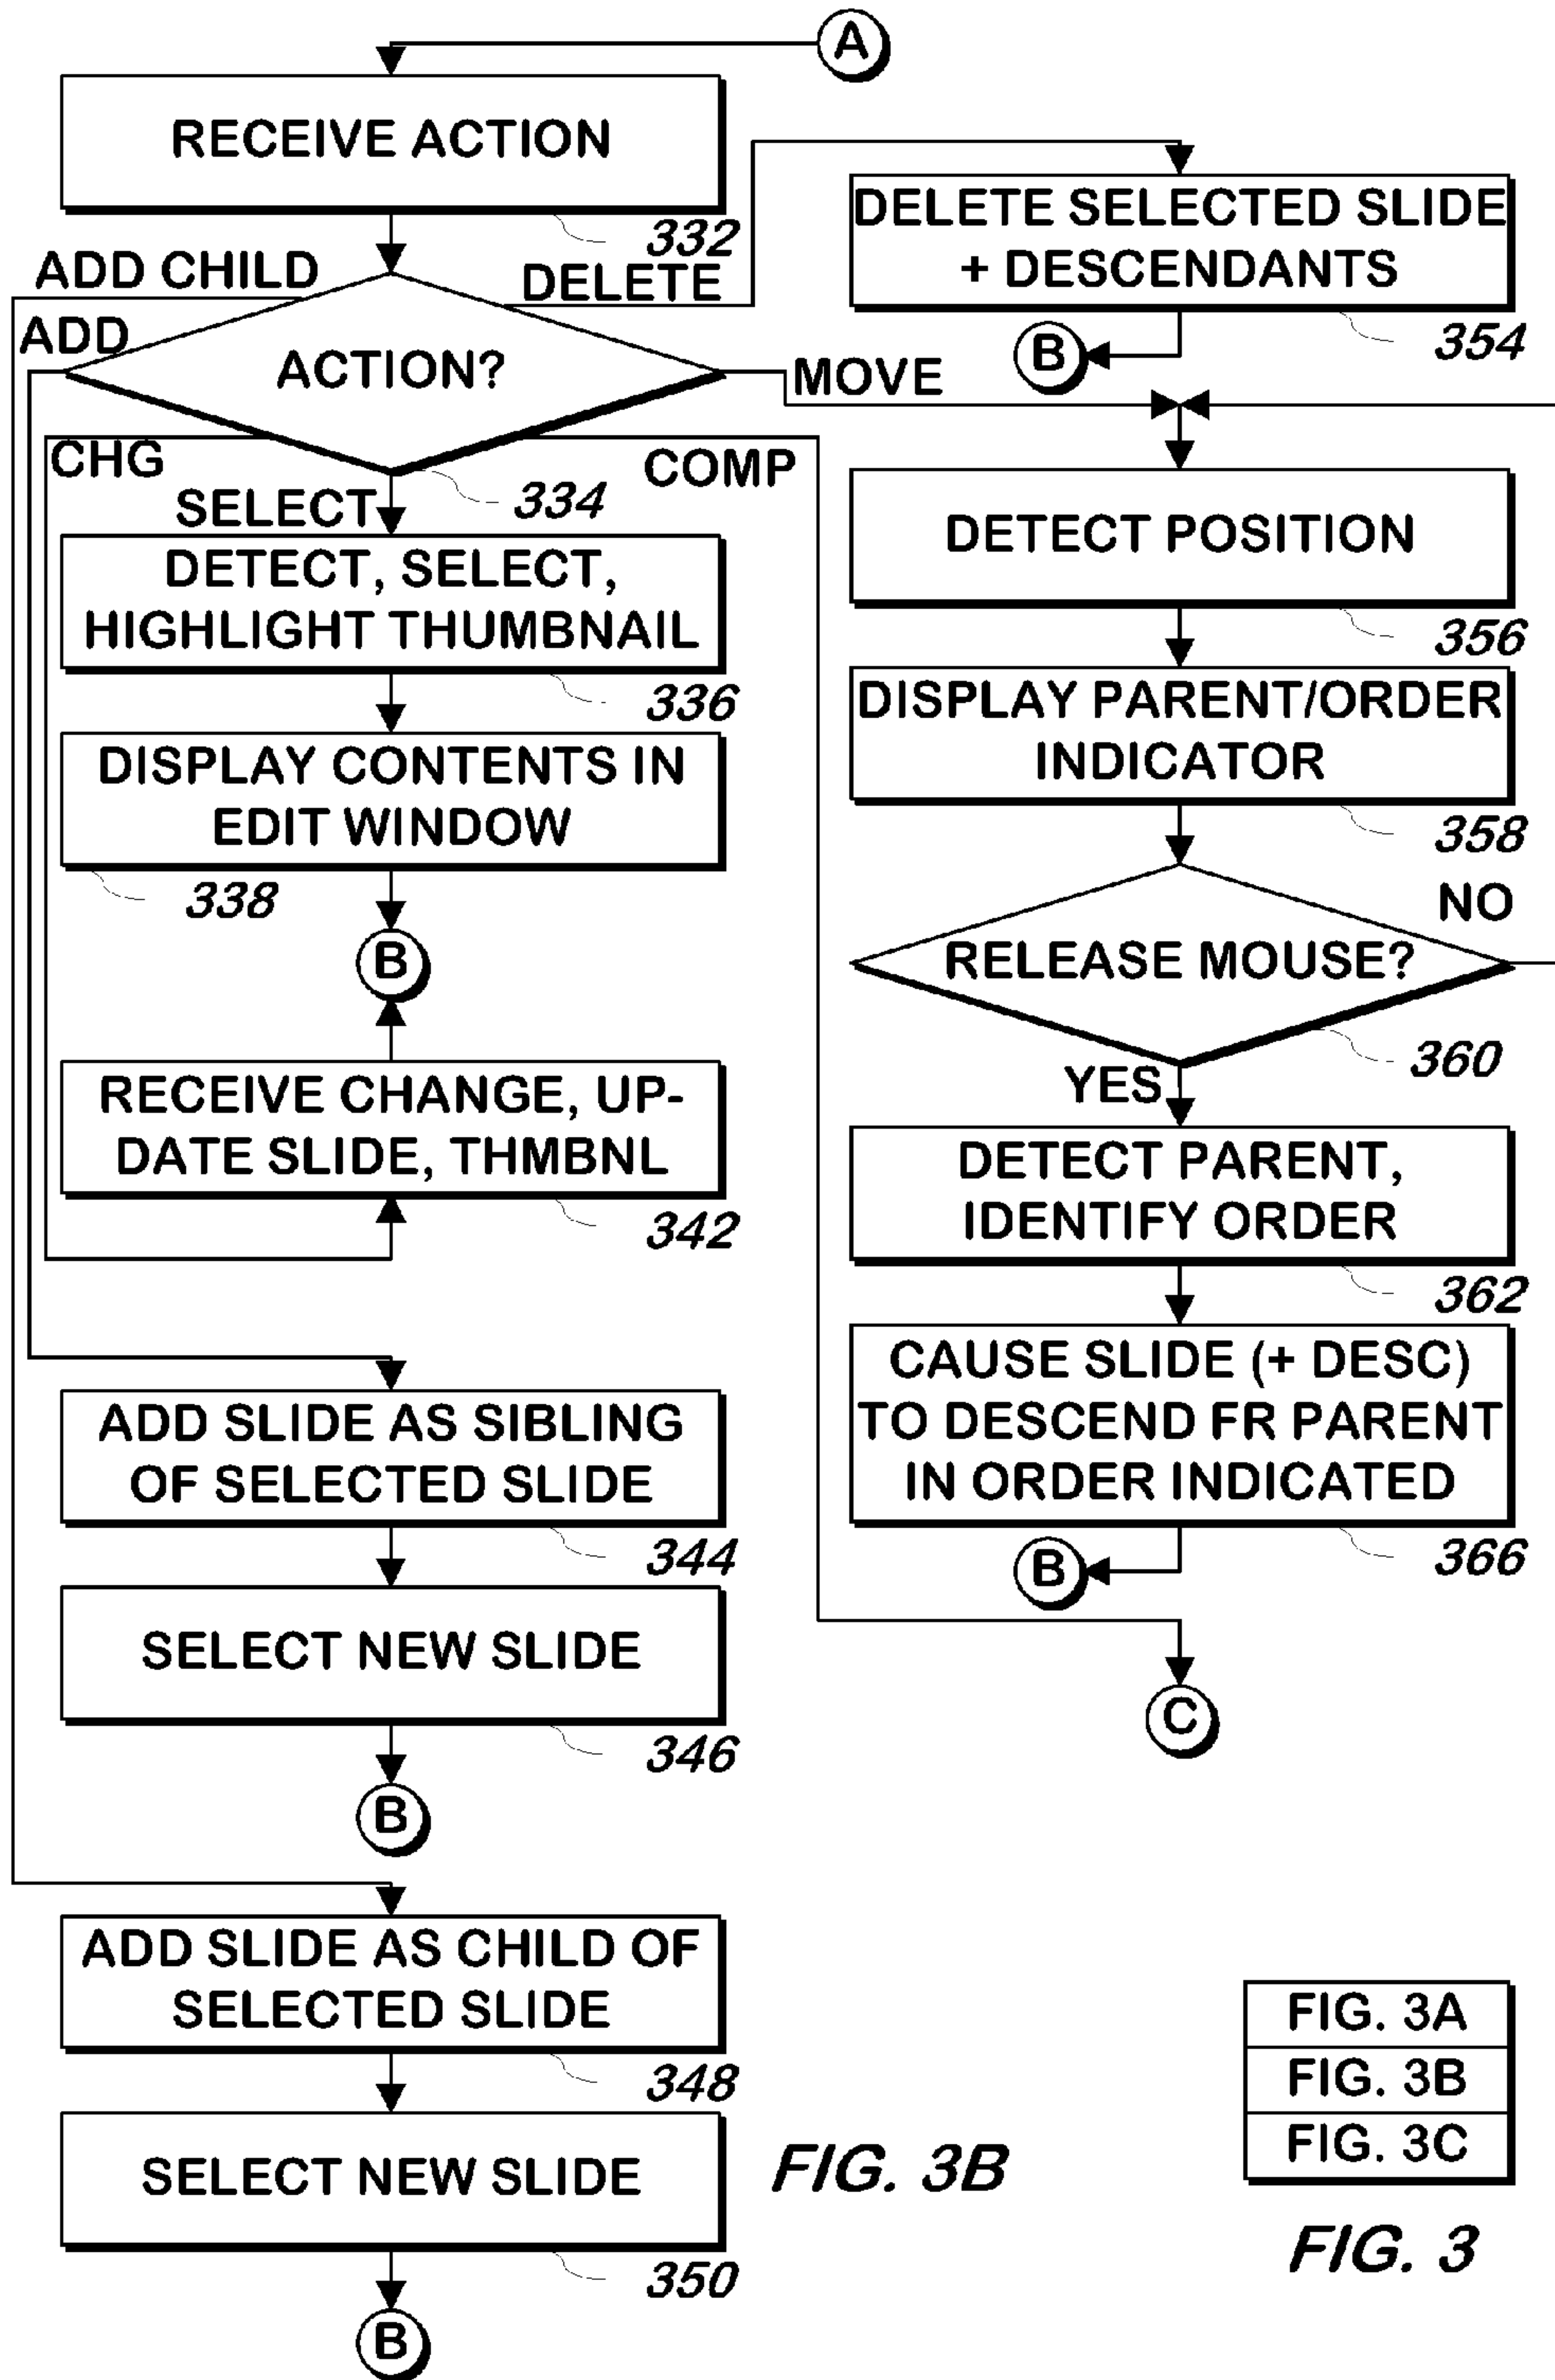 A
RECEIVE ACTION
332
ADD CHILD
DELETE
ADD
ACTION?
MOVE
CHG
COMP
334
SELECT
DETECT, SELECT,
HIGHLIGHT THUMBNAIL
336
DISPLAY CONTENTS IN
EDIT WINDOW
338
B
RECEIVE CHANGE, UP-
DATE SLIDE, THMBNL
342
ADD SLIDE AS SIBLING
OF SELECTED SLIDE
344
SELECT NEW SLIDE
346
B
ADD SLIDE AS CHILD OF
SELECTED SLIDE
348
SELECT NEW SLIDE
350
B
DELETE SELECTED SLIDE
+ DESCENDANTS
354
B
DETECT POSITION
356
DISPLAY PARENT/ORDER
INDICATOR
358
NO
RELEASE MOUSE?
360
YES
DETECT PARENT,
IDENTIFY ORDER
362
CAUSE SLIDE (+ DESC)
TO DESCEND FR PARENT
IN ORDER INDICATED
366
B
C
FIG. 3B
FIG. 3A
FIG. 3B
FIG. 3C
FIG. 3